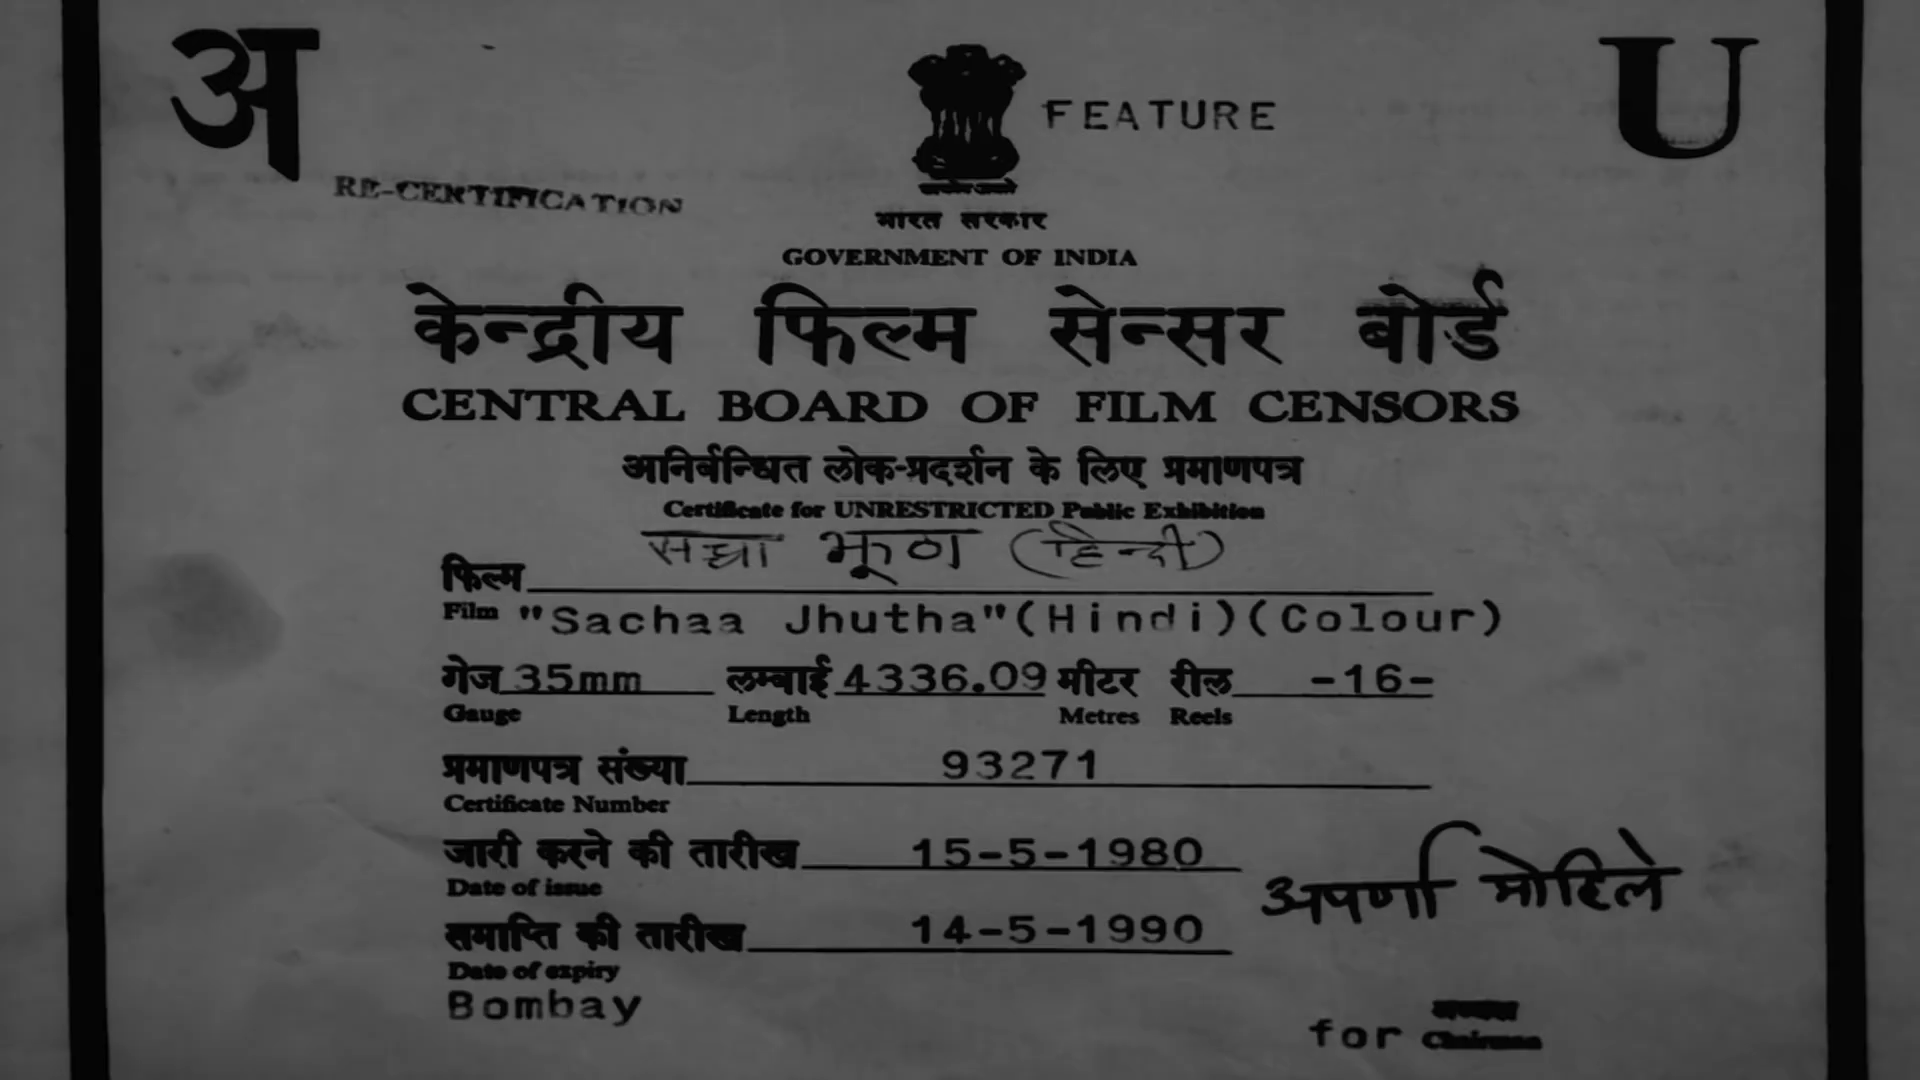 अ
U
FEATURE
RE-CERTIFICATION
भारत सरकार
GOVERNMENT OF INDIA
केन्द्रीय फिल्म सेन्सर बोर्ड
CENTRAL BOARD OF FILM CENSORS
अनिर्बन्धित लोक-प्रदर्शन के लिए प्रमाणपत्र
Certificate for UNRESTRICTED Public Exhibition
फिल्म सच्चा झूठा (हिन्दी)
Film "Sachaa Jhutha"(Hindi)(Colour)
गेज 35mm लम्बाई 4336.09 मीटर रील -16-
Gauge Length Metres Reels
प्रमाणपत्र संख्या 93271
Certificate Number
जारी करने की तारीख 15-5-1980
Date of issue
अपर्णा मोहिले
समाप्ति की तारीख 14-5-1990
Date of expiry
Bombay
अध्यक्ष
for Chairman